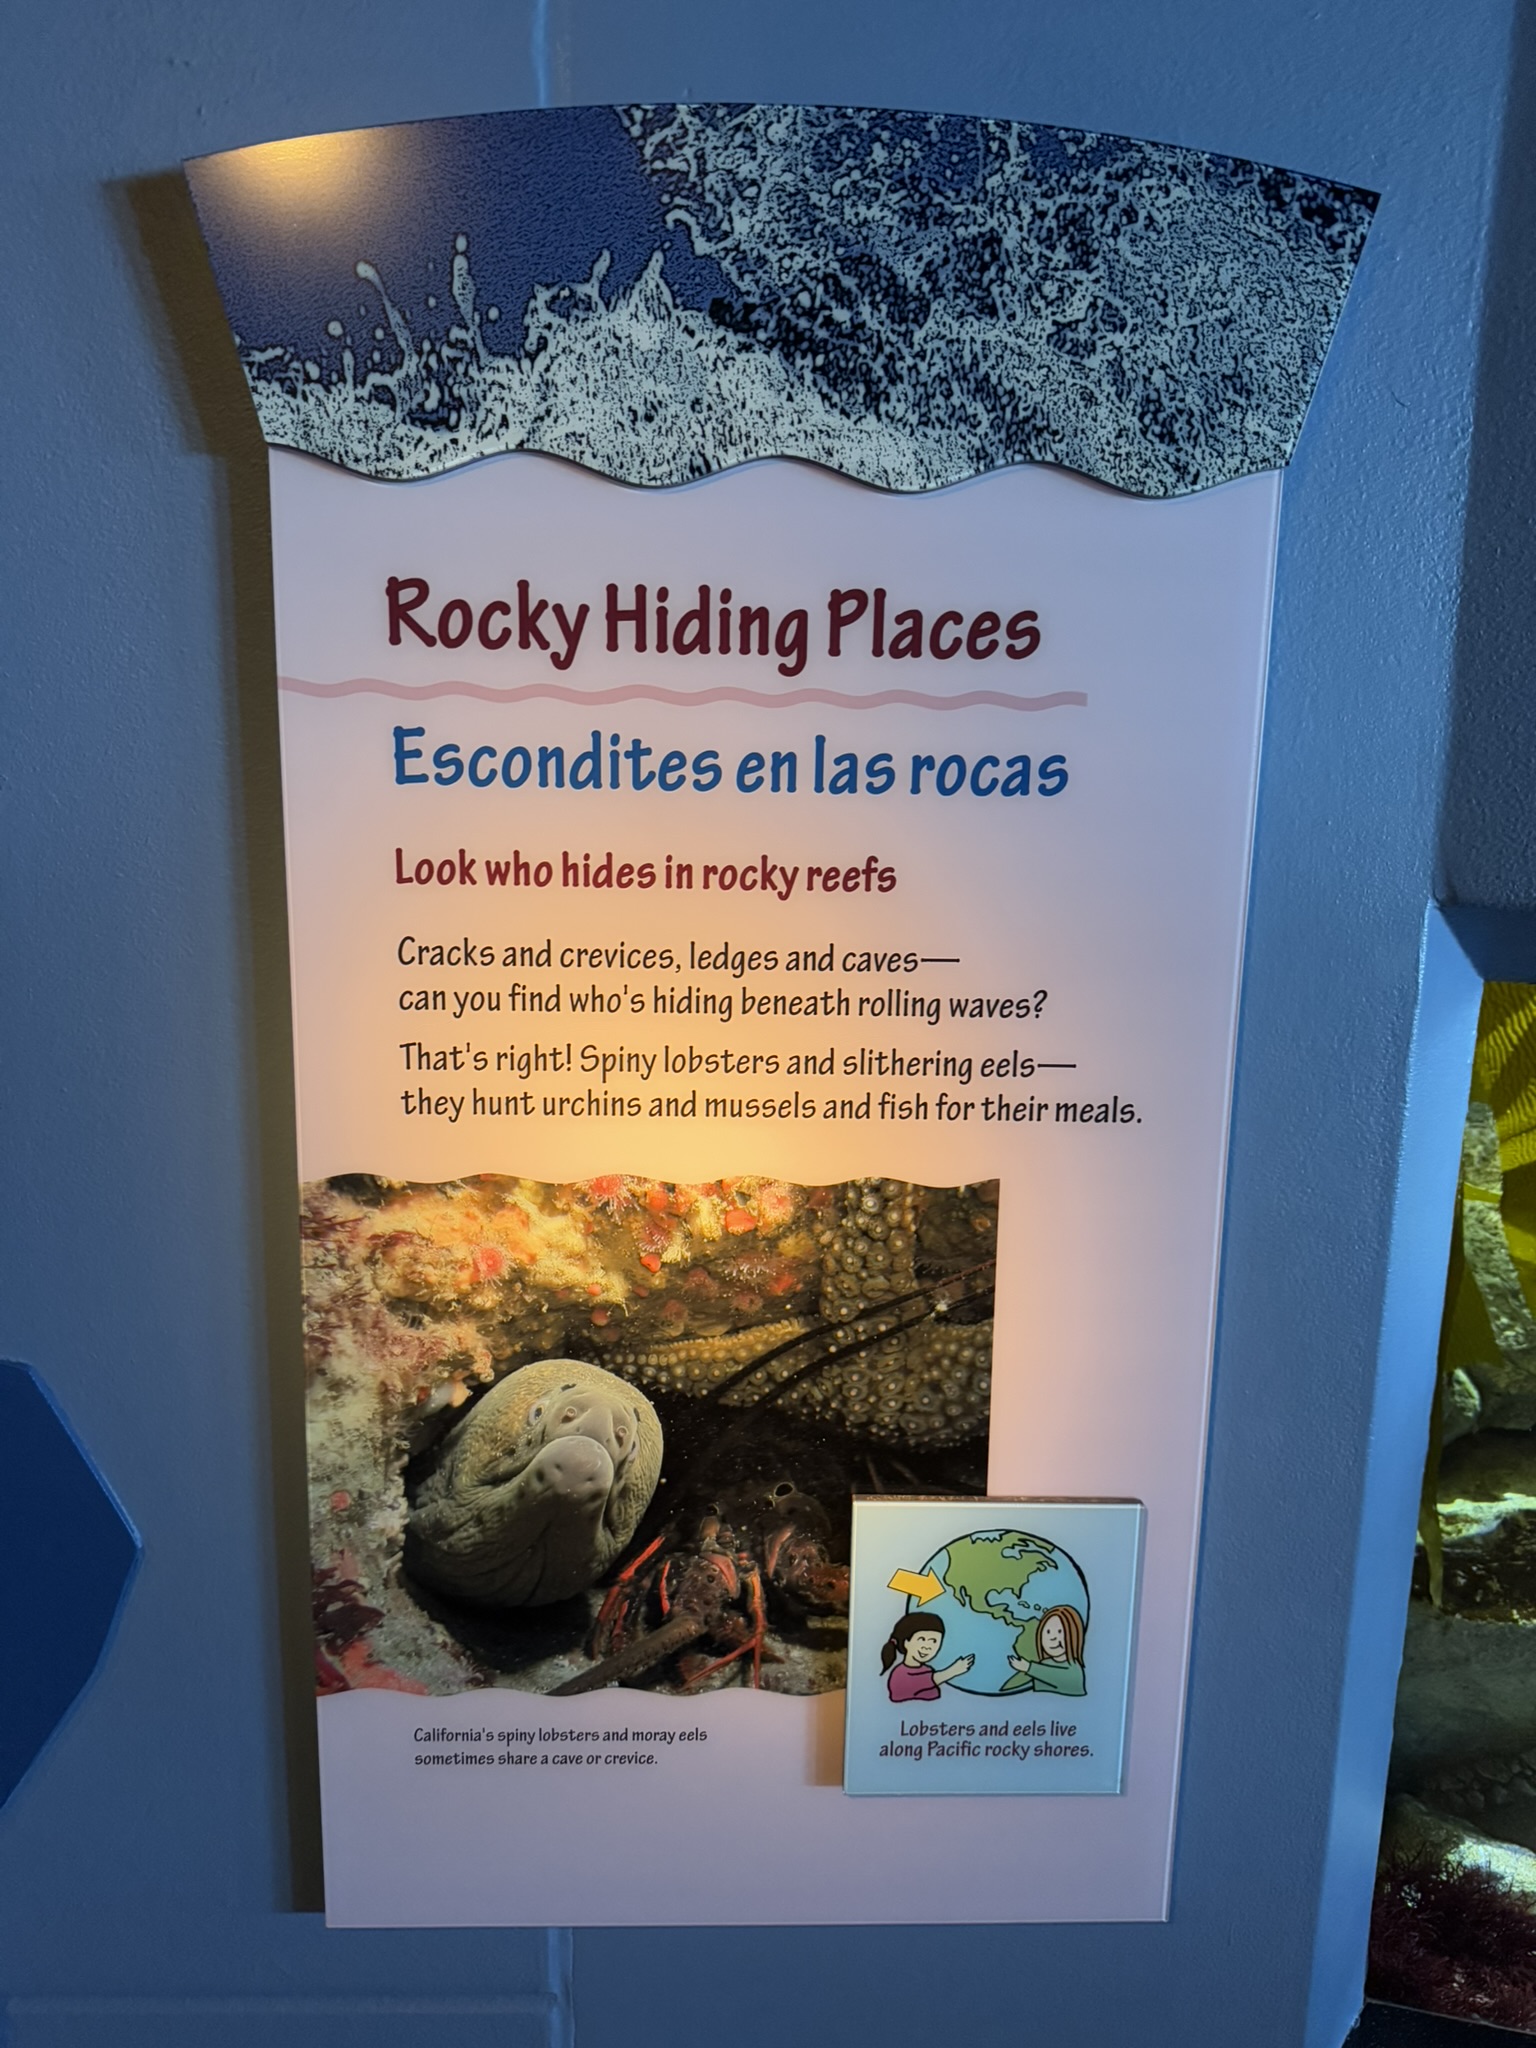 Rocky Hiding Places
Escondites en las rocas
Look who hides in rocky reefs
Cracks and crevices, ledges and caves—
can you find who's hiding beneath rolling waves?
That's right! Spiny lobsters and slithering eels—
they hunt urchins and mussels and fish for their meals.
California's spiny lobsters and moray eels
sometimes share a cave or crevice.
Lobsters and eels live
along Pacific rocky shores.